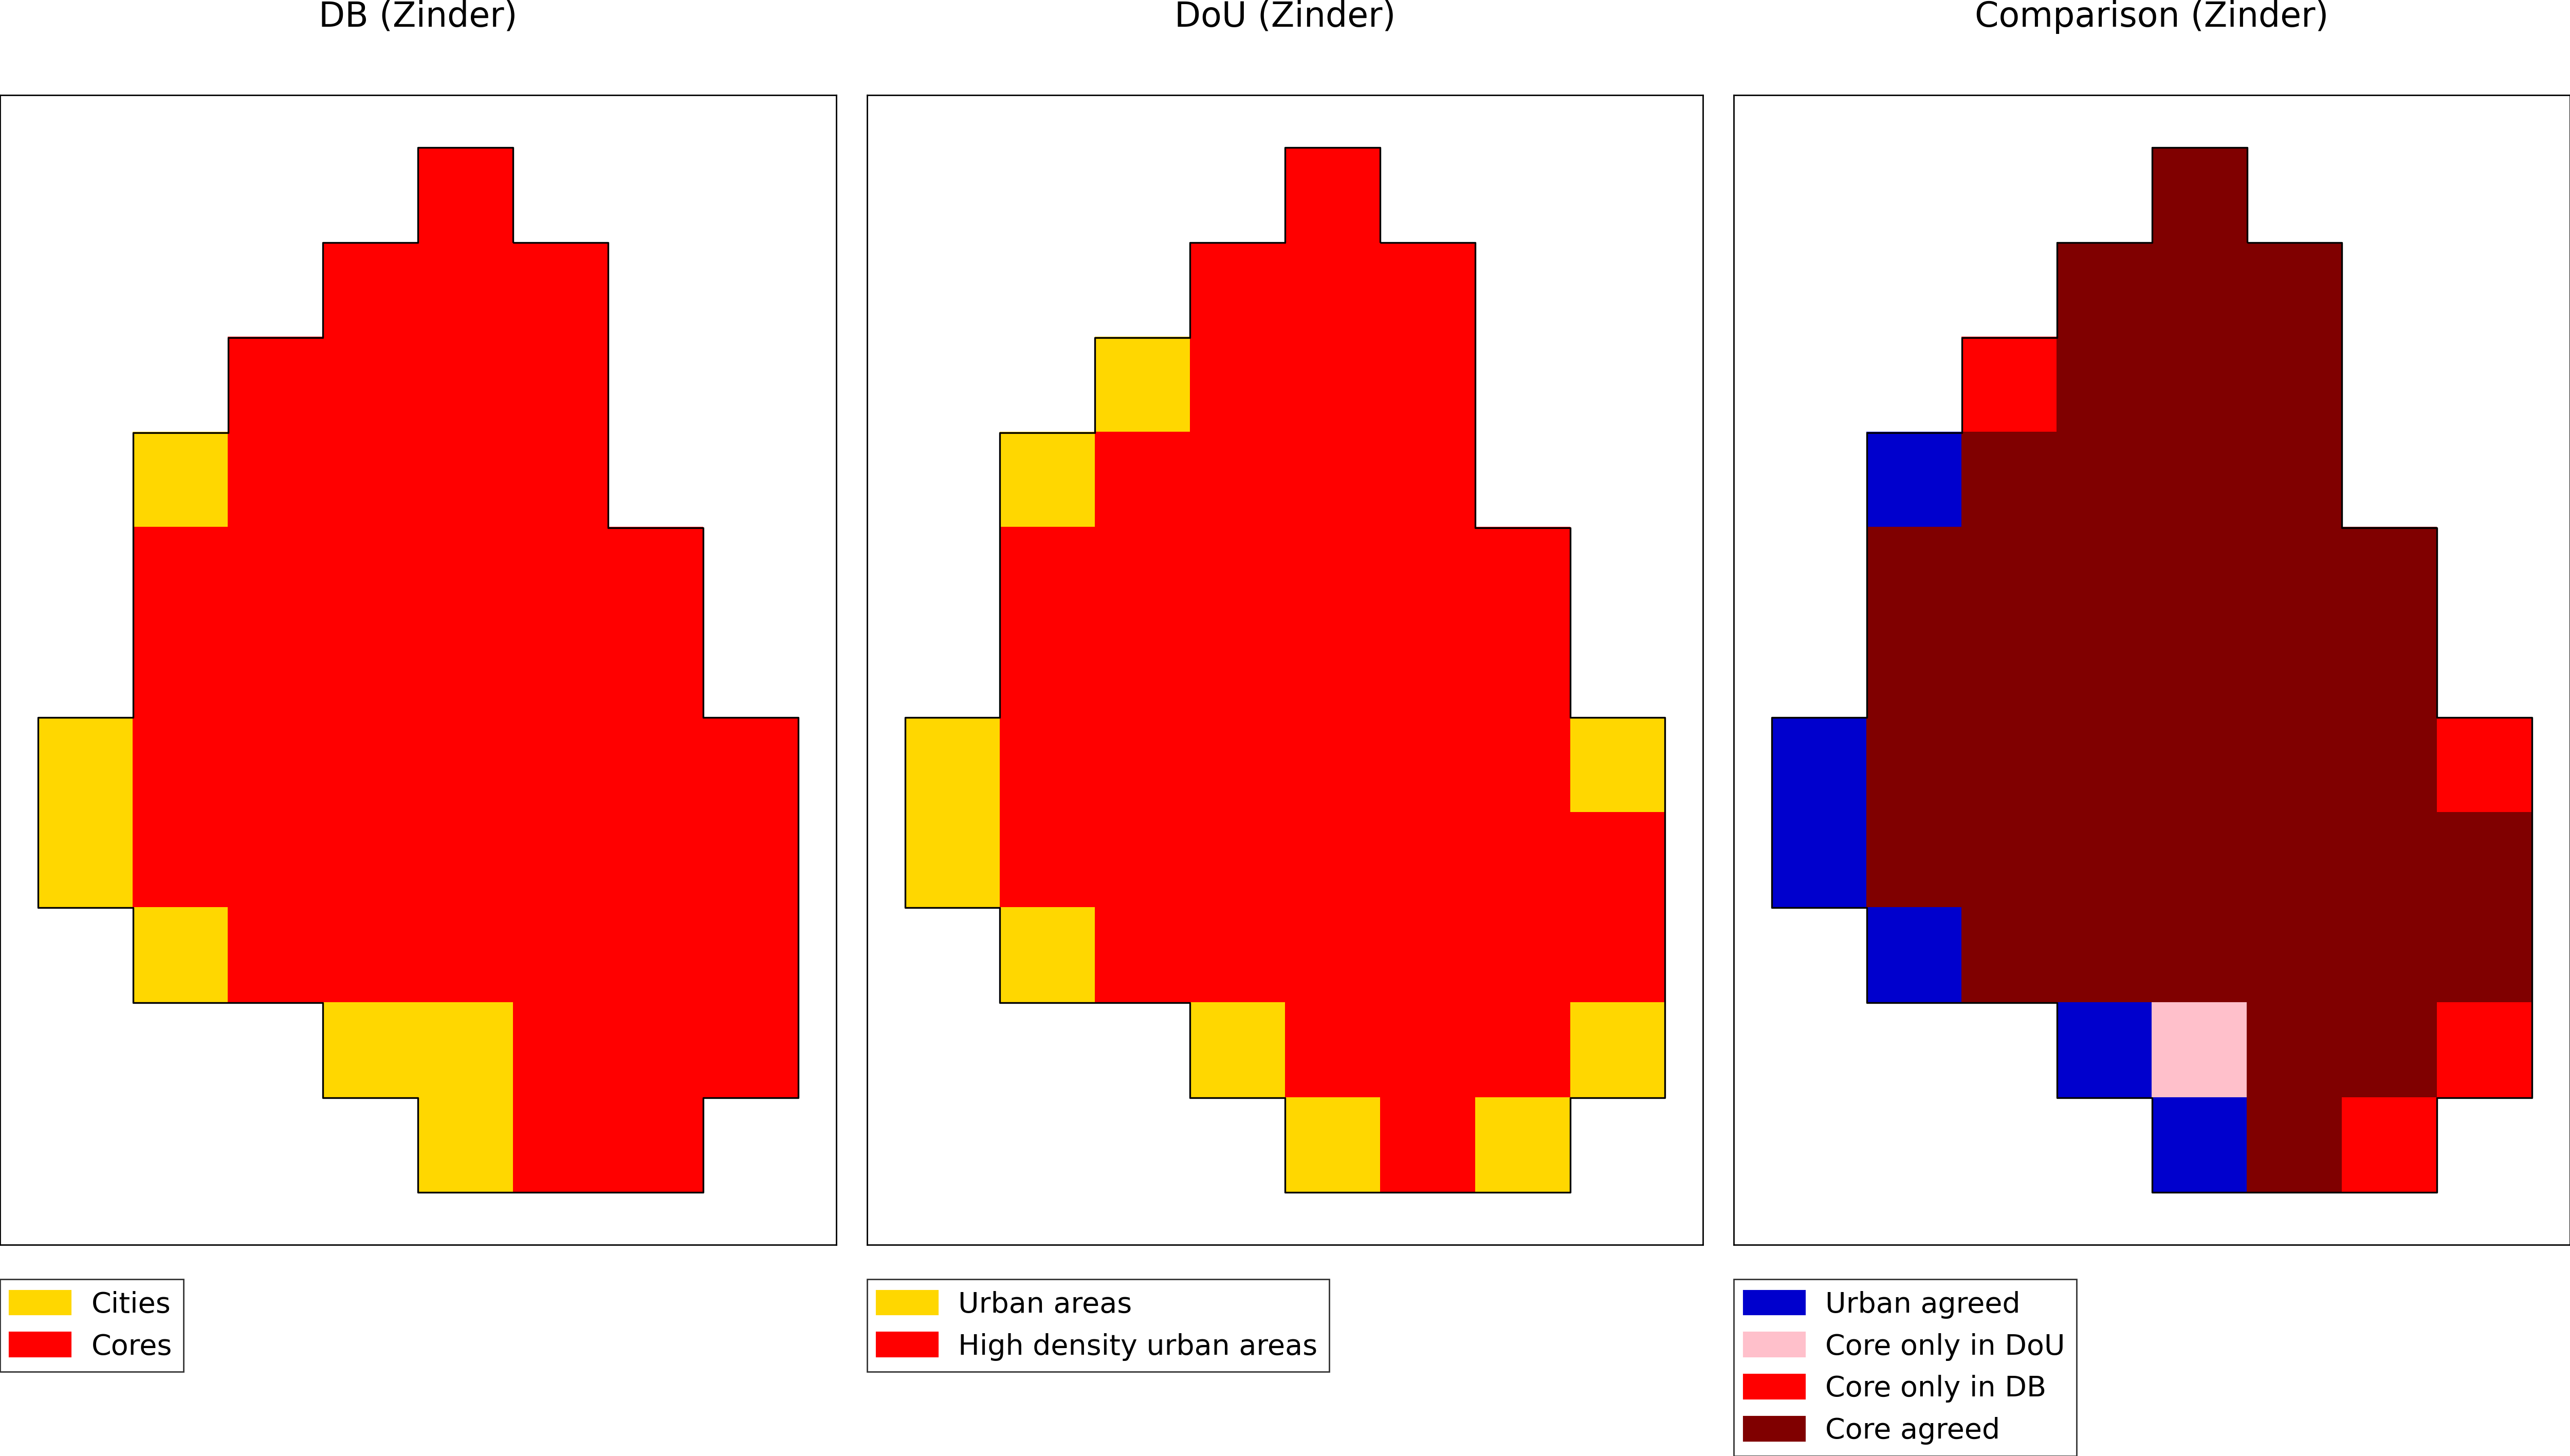 DB (Zinder)
DoU (Zinder)
Comparison (Zinder)
Cities
Cores
Urban areas
High density urban areas
Urban agreed
Core only in DoU
Core only in DB
Core agreed